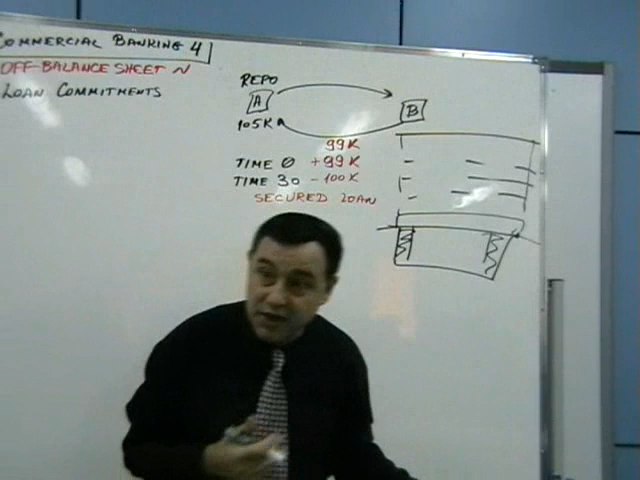 COMMERCIAL BANKING 4
OFF-BALANCE SHEET N
LOAN COMMITMENTS
REPO
A
B
105K
99K
TIME 0 +99K
TIME 30 -100K
SECURED LOAN